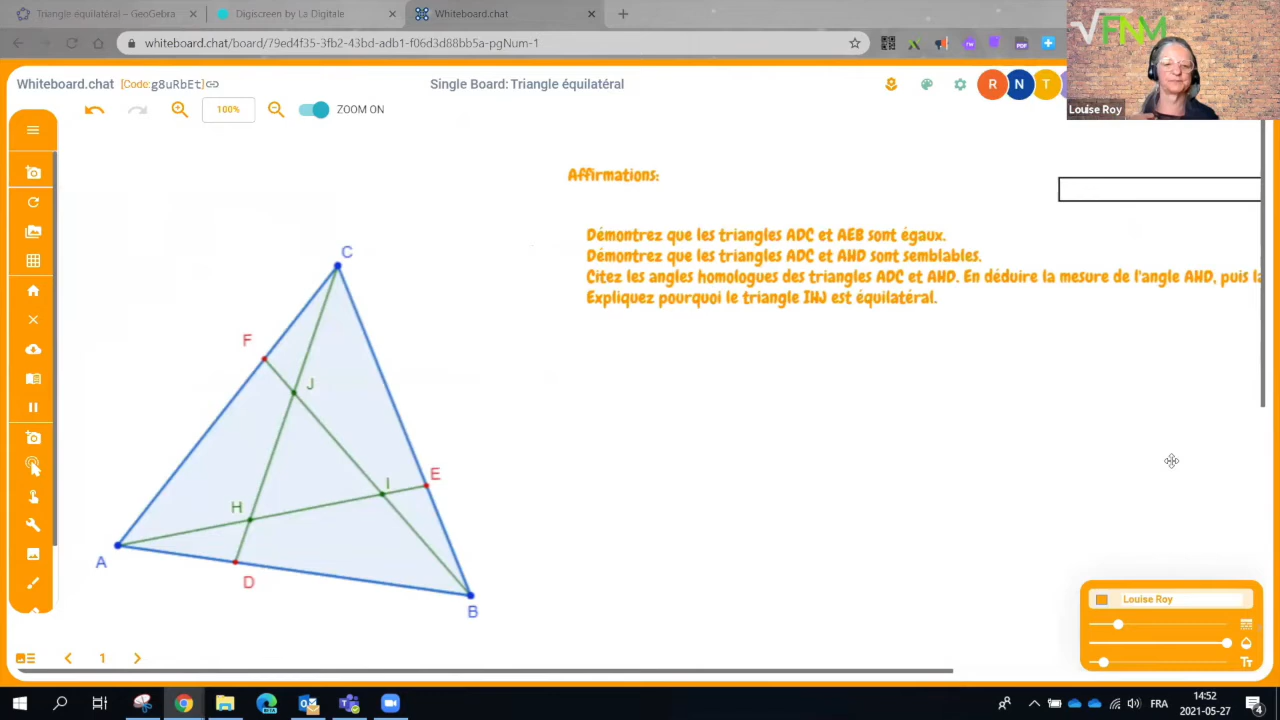 Triangle équilatéral – GeoGebra
Digiscreen by La Digitale
Whiteboard.chat
whiteboard.chat/board/79ed4f35-3fb2-43bd-adb1-f06d3d88bb5a-pgNum-1
√FNM
Louise Roy
Whiteboard.chat [Code:g8uRbEt]
Single Board: Triangle équilatéral
R N T
100%
ZOOM ON
Affirmations:
Démontrez que les triangles ADC et AEB sont égaux.
Démontrez que les triangles ADC et AHD sont semblables.
Citez les angles homologues des triangles ADC et AHD. En déduire la mesure de l'angle AHD, puis la
Expliquez pourquoi le triangle IHJ est équilatéral.
C
F
J
E
I
H
A
D
B
Louise Roy
Tт
1
FRA
14:52
2021-05-27
4